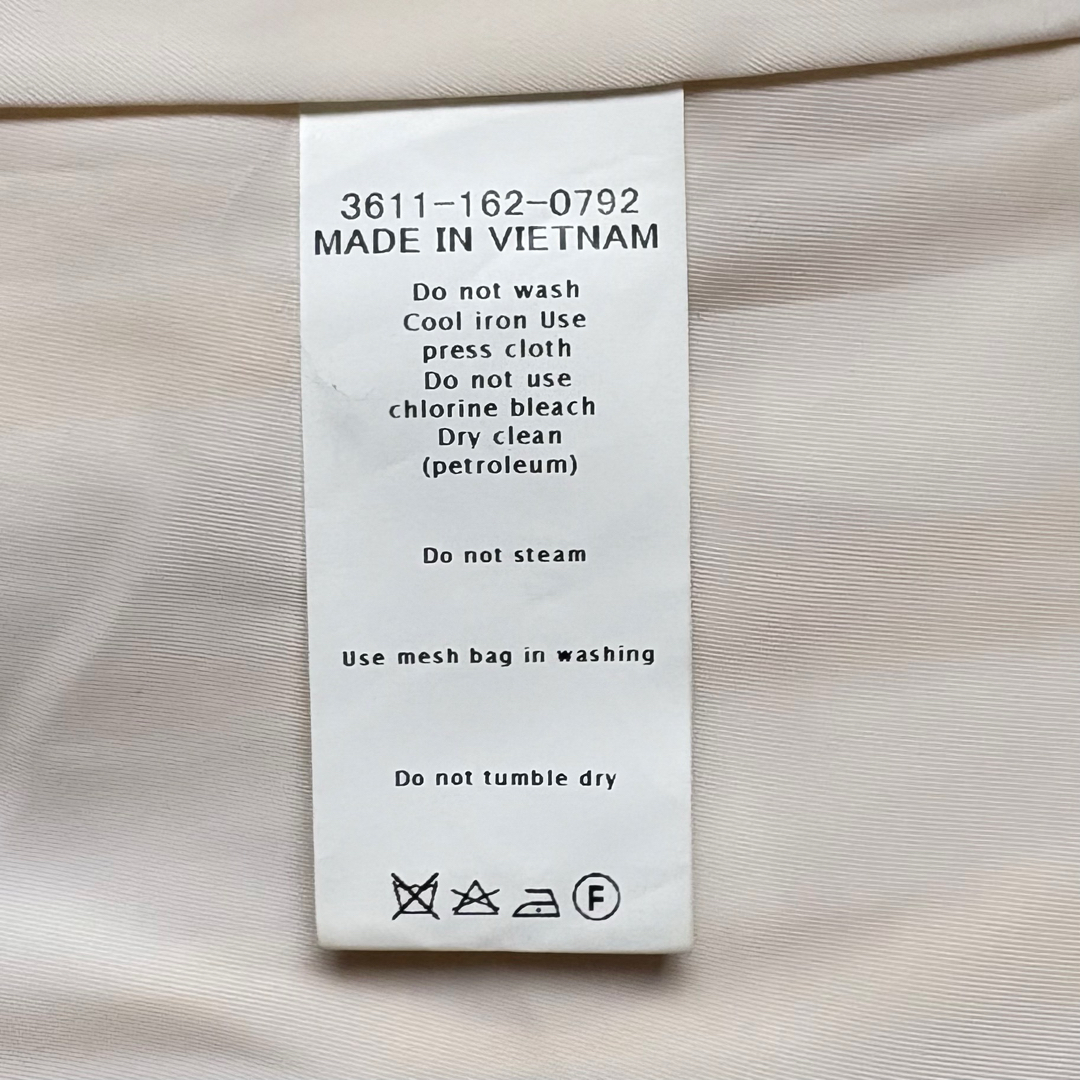 3611-162-0792
MADE IN VIETNAM
Do not wash
Cool iron Use
press cloth
Do not use
chlorine bleach
Dry clean
(petroleum)
Do not steam
Use mesh bag in washing
Do not tumble dry
F